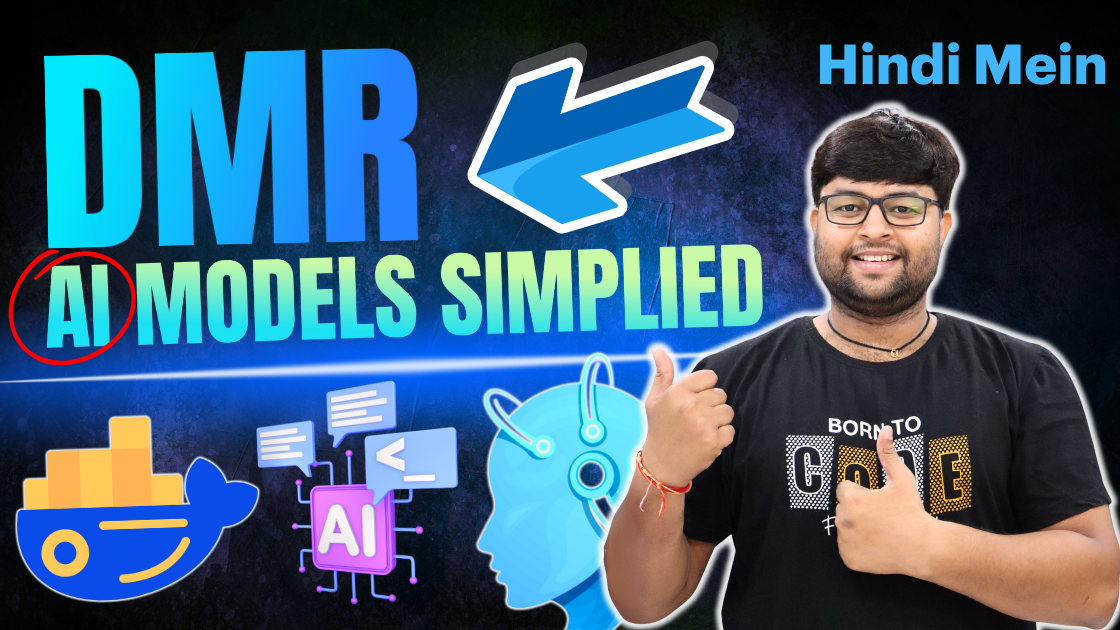 DMR
Hindi Mein
AI MODELS SIMPLIED
AI
<_
BORN TO
CODE